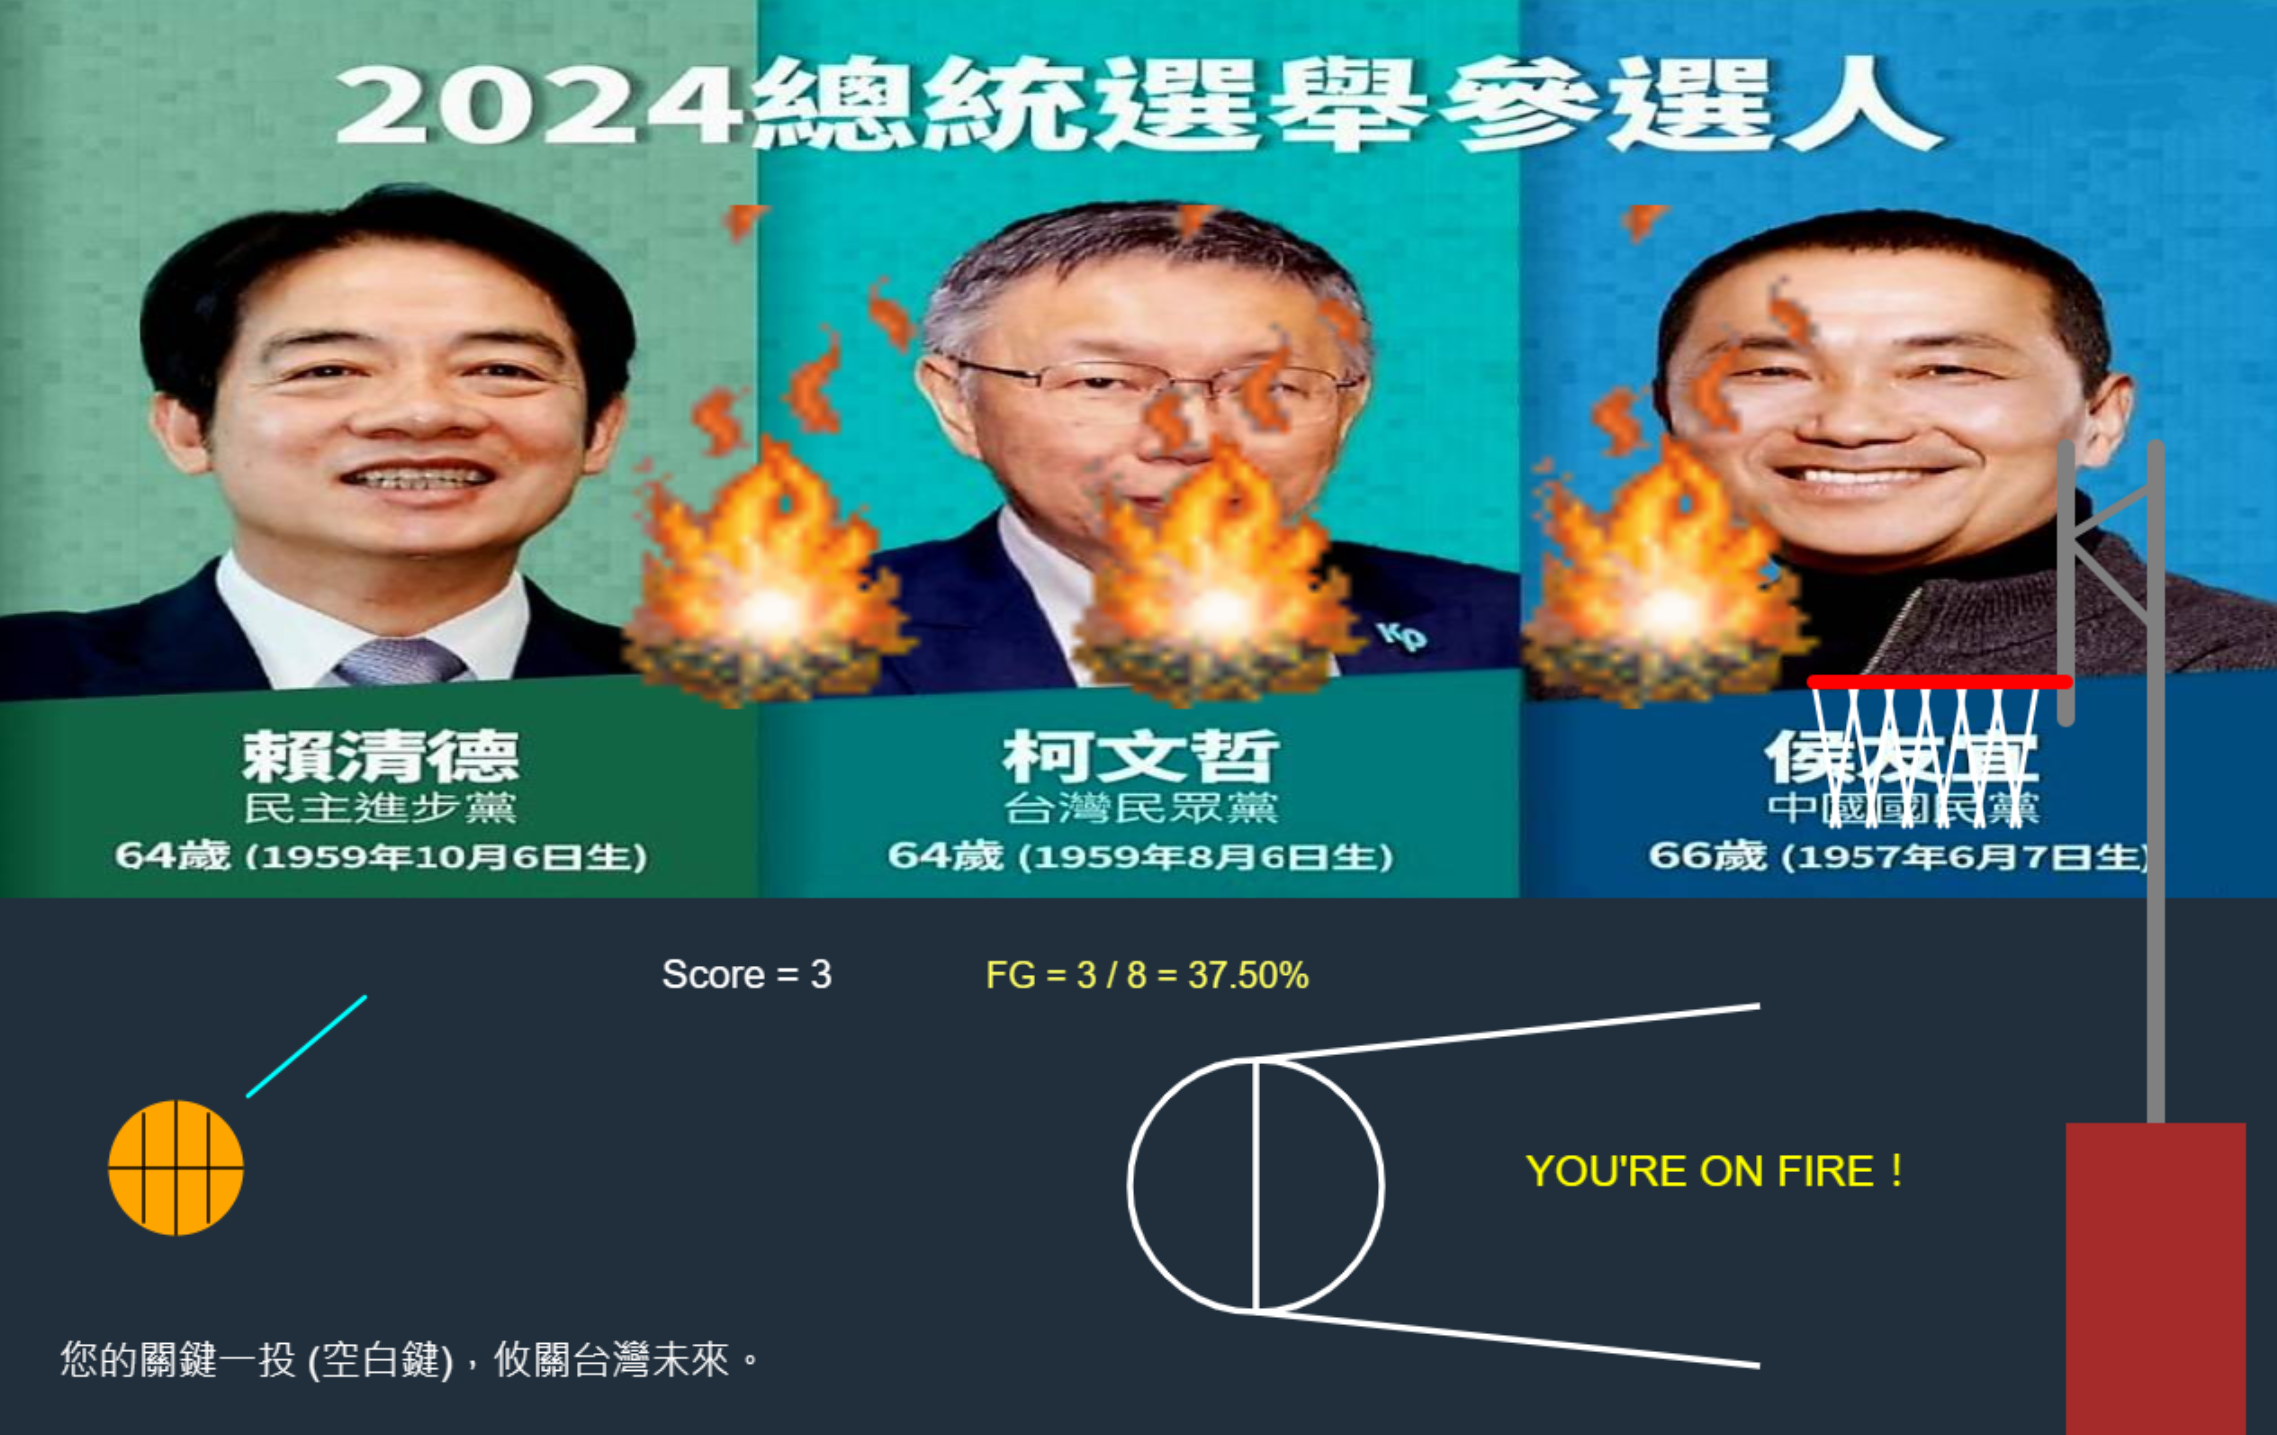 2024總統選舉參選人
賴清德
民主進步黨
64歲 (1959年10月6日生)
柯文哲
台灣民眾黨
64歲 (1959年8月6日生)
KP
侯友宜
中國國民黨
66歲 (1957年6月7日生)
Score = 3
FG = 3 / 8 = 37.50%
YOU'RE ON FIRE！
您的關鍵一投 (空白鍵)，攸關台灣未來。